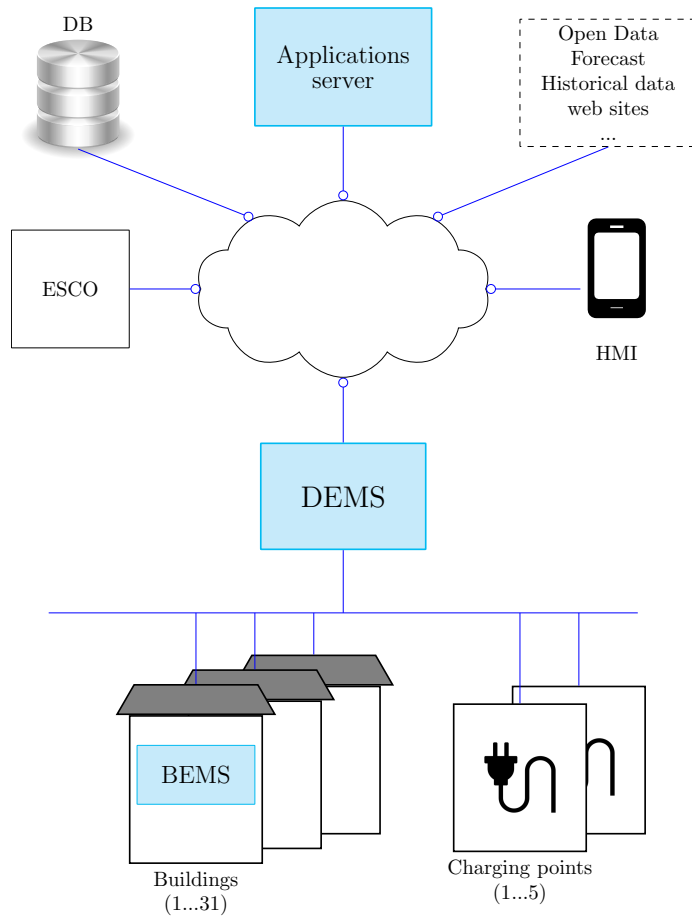 DB
Applications
server
Open Data
Forecast
Historical data
web sites
...
ESCO
HMI
DEMS
BEMS
Buildings
(1...31)
Charging points
(1...5)